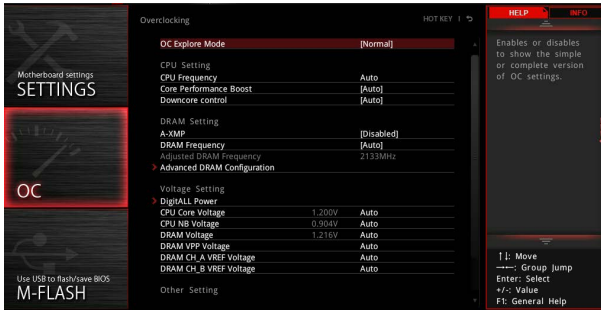 Motherboard settings
SETTINGS
OC
Use USB to flash/save BIOS
M-FLASH
Overclocking
HOT KEY |
OC Explore Mode [Normal]
CPU Setting
CPU Frequency Auto
Core Performance Boost [Auto]
Downcore control [Auto]
DRAM Setting
A-XMP [Disabled]
DRAM Frequency [Auto]
Adjusted DRAM Frequency 2133MHz
Advanced DRAM Configuration
Voltage Setting
DigitALL Power
CPU Core Voltage 1.200V Auto
CPU NB Voltage 0.904V Auto
DRAM Voltage 1.216V Auto
DRAM VPP Voltage Auto
DRAM CH_A VREF Voltage Auto
DRAM CH_B VREF Voltage Auto
Other Setting
HELP INFO
Enables or disables
to show the simple
or complete version
of OC settings.
↑↓: Move
→←: Group Jump
Enter: Select
+/-: Value
F1: General Help